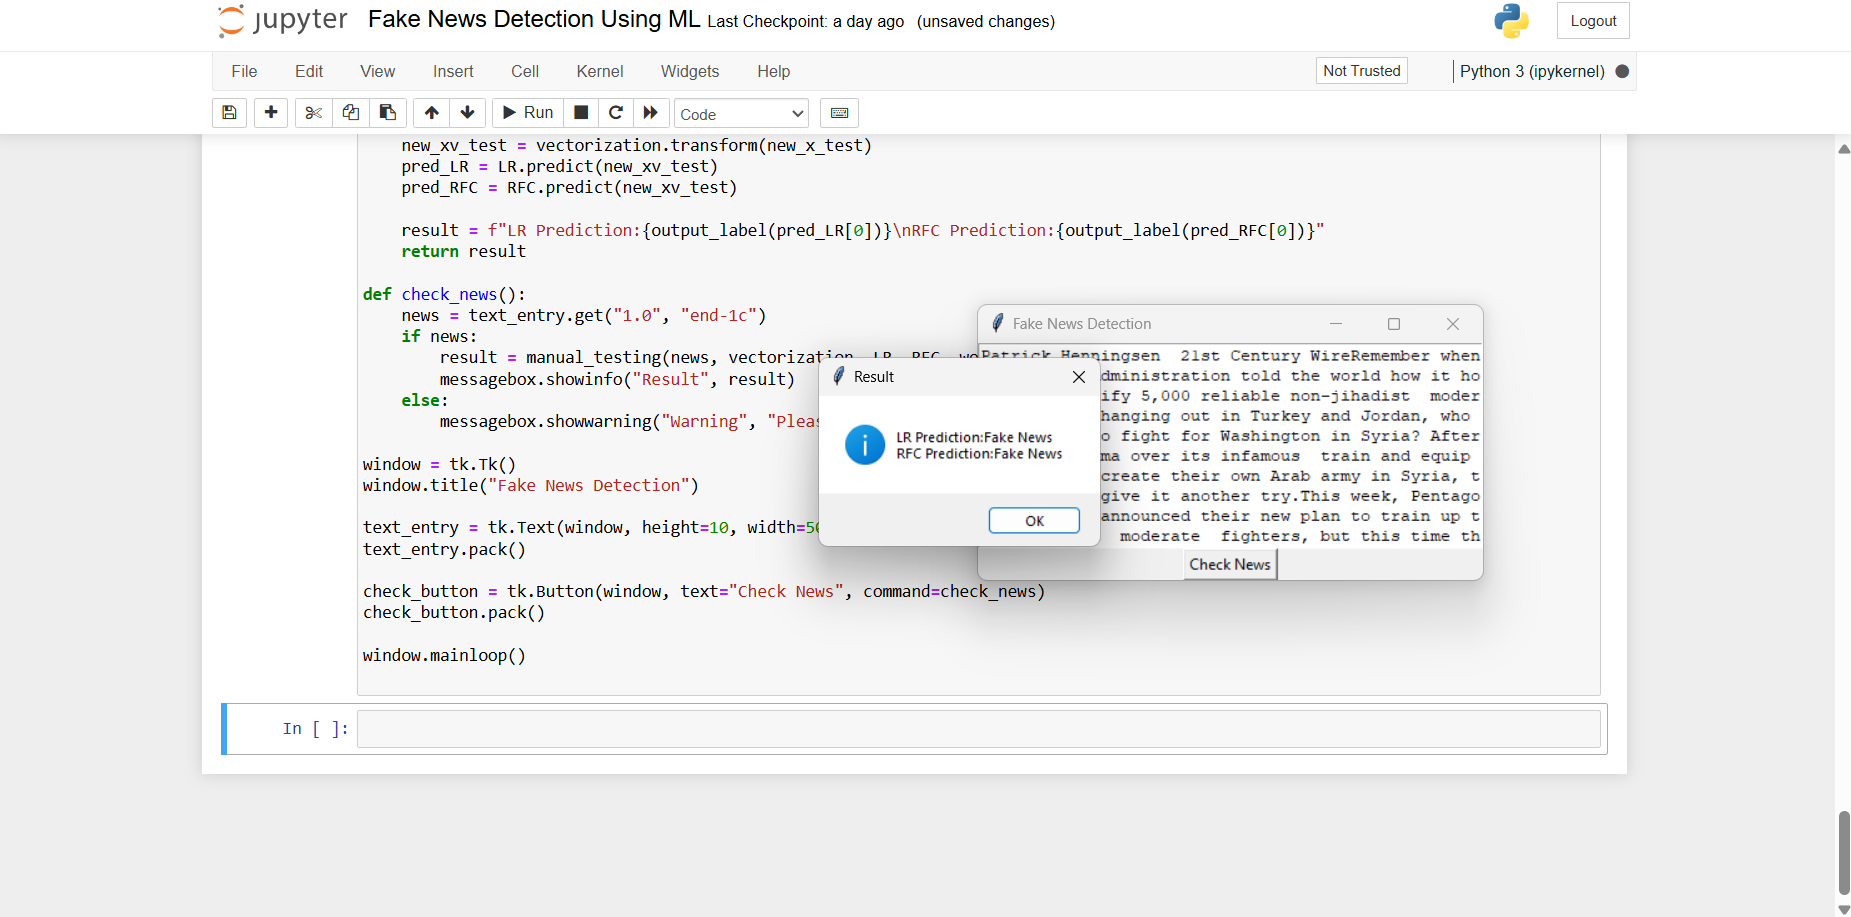 jupyter Fake News Detection Using ML Last Checkpoint: a day ago (unsaved changes) Logout
File Edit View Insert Cell Kernel Widgets Help Not Trusted Python 3 (ipykernel)
Run Code
new_xv_test = vectorization.transform(new_x_test)
pred_LR = LR.predict(new_xv_test)
pred_RFC = RFC.predict(new_xv_test)
result = f"LR Prediction:{output_label(pred_LR[0])}\nRFC Prediction:{output_label(pred_RFC[0])}"
return result
def check_news():
news = text_entry.get("1.0", "end-1c")
if news:
result = manual_testing(news, vectorization, LR, RFC,
messagebox.showinfo("Result", result)
else:
messagebox.showwarning("Warning", "Pleas
window = tk.Tk()
window.title("Fake News Detection")
text_entry = tk.Text(window, height=10, width=50
text_entry.pack()
check_button = tk.Button(window, text="Check News", command=check_news)
check_button.pack()
window.mainloop()
In [ ]:
Fake News Detection
Patrick Henningsen 21st Century WireRemember when
dministration told the world how it ho
ify 5,000 reliable non-jihadist moder
hanging out in Turkey and Jordan, who
o fight for Washington in Syria? After
ma over its infamous train and equip
create their own Arab army in Syria, t
give it another try.This week, Pentago
announced their new plan to train up t
moderate fighters, but this time th
Check News
Result
LR Prediction:Fake News
RFC Prediction:Fake News
OK